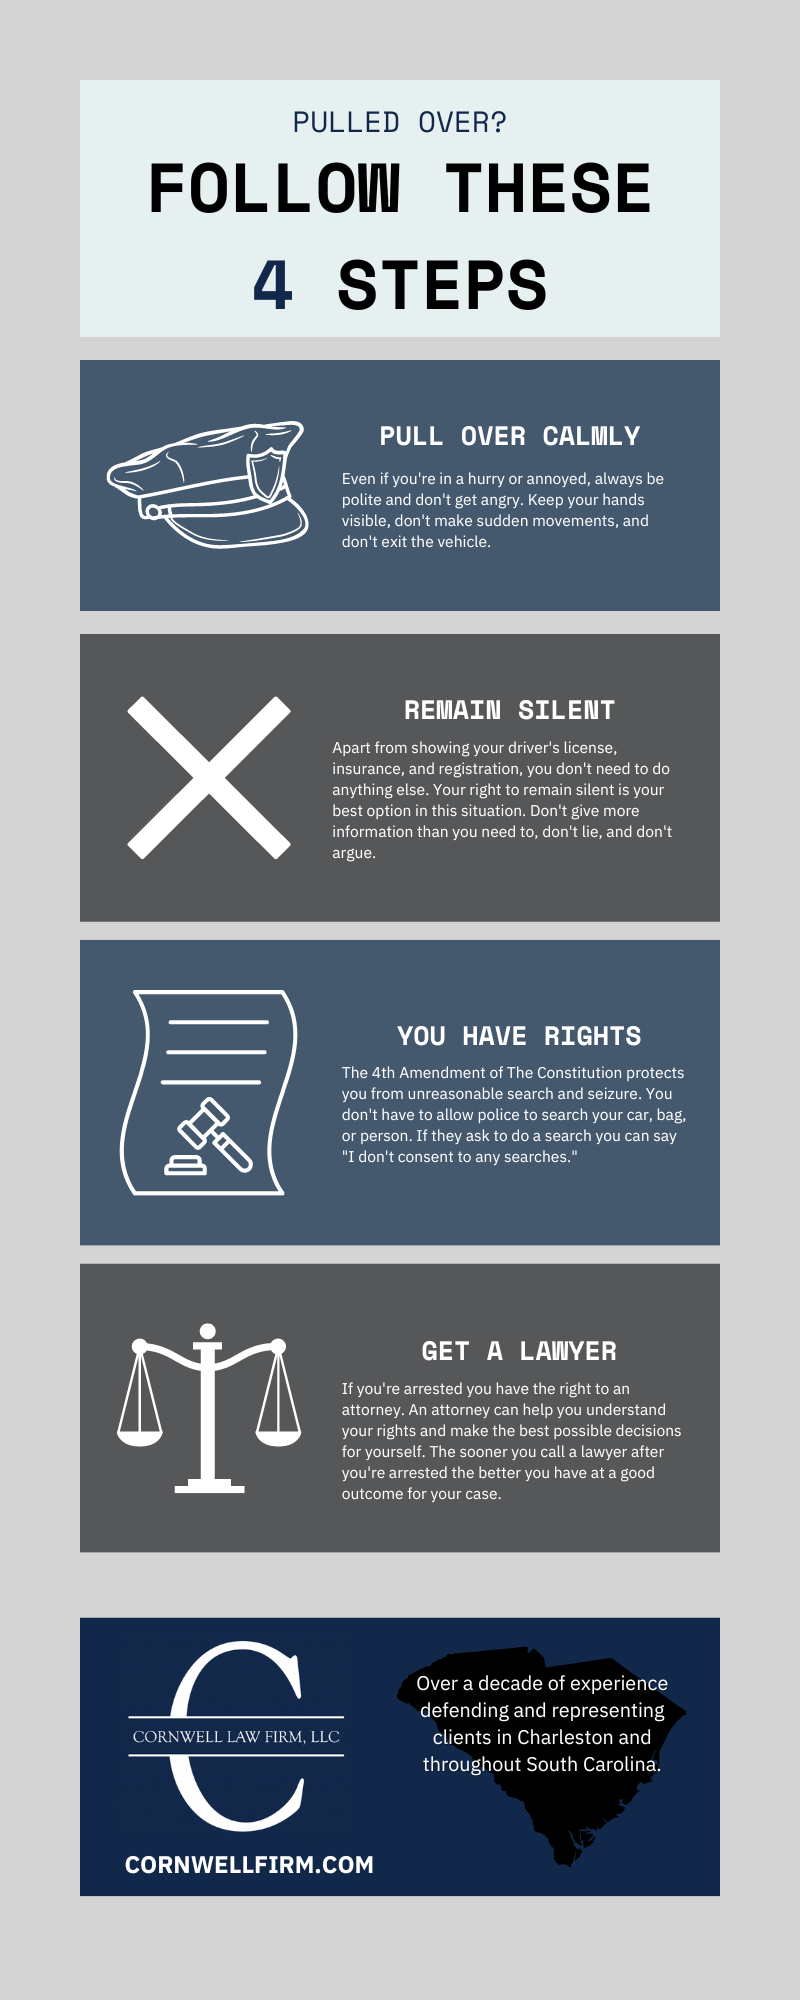 PULLED OVER?
FOLLOW THESE
4 STEPS
PULL OVER CALMLY
Even if you're in a hurry or annoyed, always be
polite and don't get angry. Keep your hands
visible, don't make sudden movements, and
don't exit the vehicle.
REMAIN SILENT
Apart from showing your driver's license,
insurance, and registration, you don't need to do
anything else. Your right to remain silent is your
best option in this situation. Don't give more
information than you need to, don't lie, and don't
argue.
YOU HAVE RIGHTS
The 4th Amendment of The Constitution protects
you from unreasonable search and seizure. You
don't have to allow police to search your car, bag,
or person. If they ask to do a search you can say
"I don't consent to any searches."
GET A LAWYER
If you're arrested you have the right to an
attorney. An attorney can help you understand
your rights and make the best possible decisions
for yourself. The sooner you call a lawyer after
you're arrested the better you have at a good
outcome for your case.
C
CORNWELL LAW FIRM, LLC
CORNWELLFIRM.COM
Over a decade of experience
defending and representing
clients in Charleston and
throughout South Carolina.